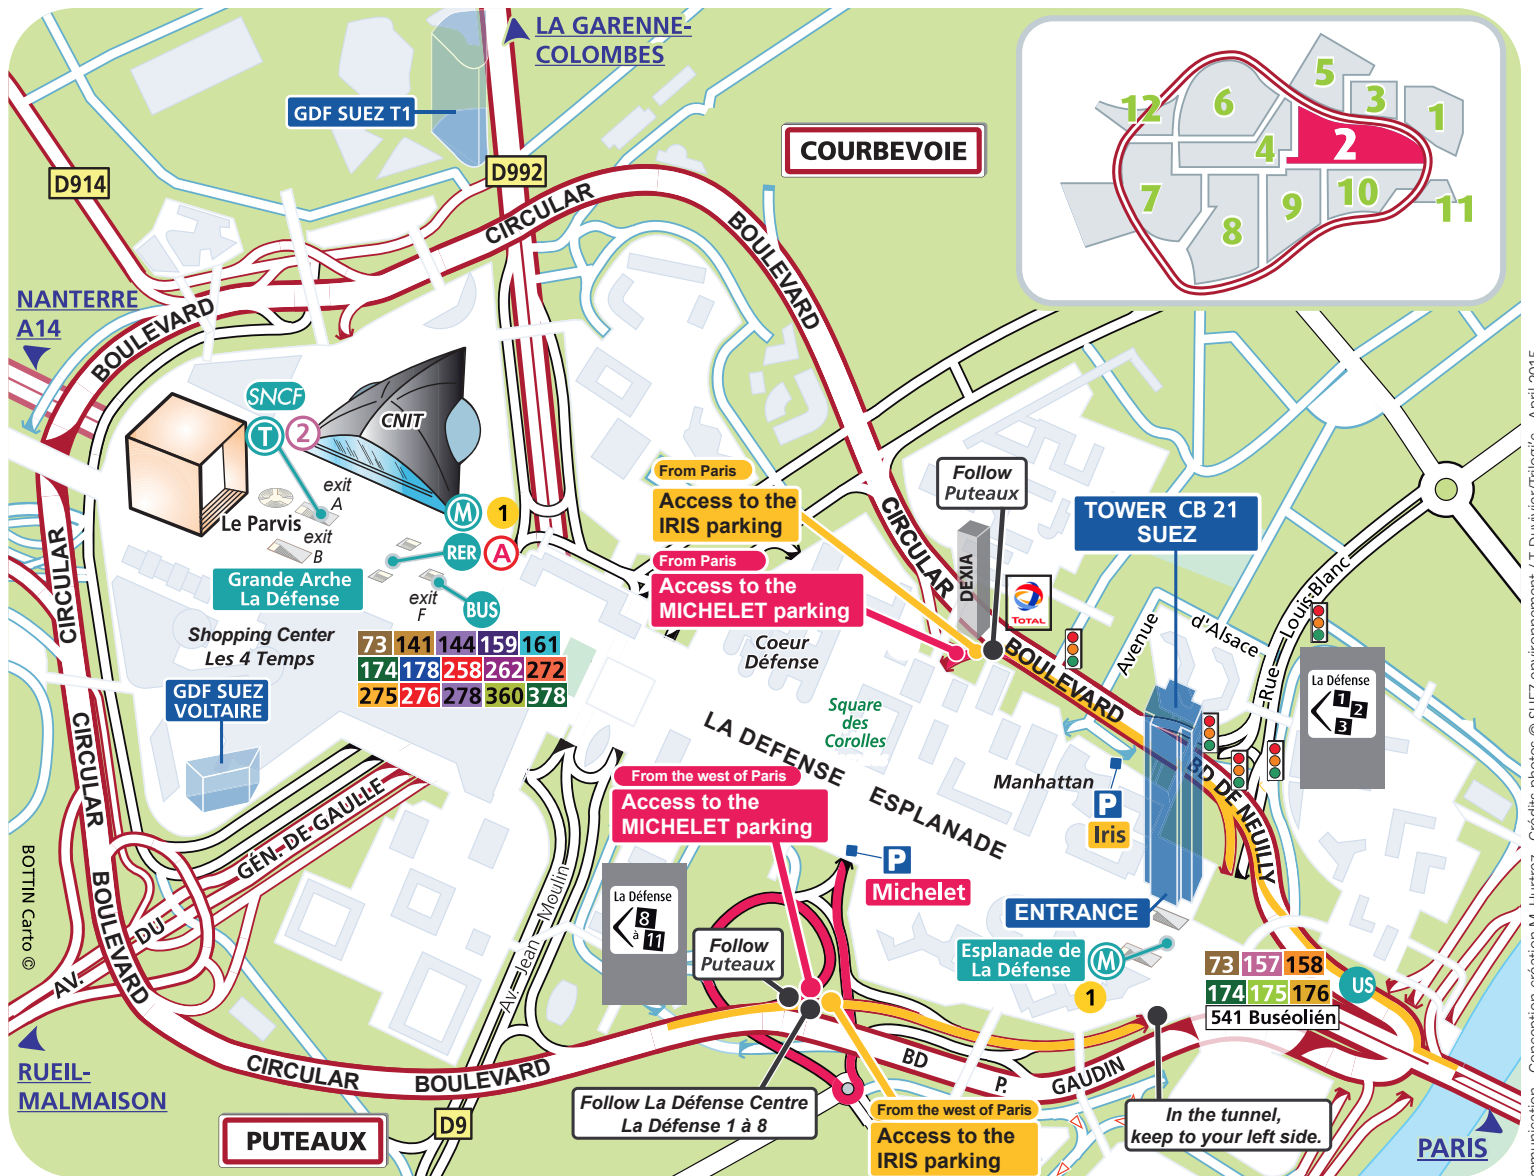 LA GARENNE-
COLOMBES
GDF SUEZ T1
D914
D992
COURBEVOIE
5
6
3
12
1
2
4
7
10
9
8
11
CIRCULAR
BOULEVARD
NANTERRE
A14
BOULEVARD
SNCF
T
2
CNIT
exit
A
Le Parvis
exit
B
M
1
RER
A
Grande Arche
La Défense
exit
F
BUS
CIRCULAR
Shopping Center
Les 4 Temps
73 141 144 159 161
174 178 258 262 272
275 276 278 360 378
GDF SUEZ
VOLTAIRE
From Paris
Access to the
IRIS parking
From Paris
Access to the
MICHELET parking
CIRCULAR
Follow
Puteaux
DEXIA
TOTAL
TOWER CB 21
SUEZ
BOULEVARD
Avenue
d'Alsace
Rue
Louis-Blanc
La Défense
1
2
3
Coeur
Défense
Square
des
Corolles
LA DEFENSE ESPLANADE
Manhattan
P
Iris
BD DE NEUILLY
From the west of Paris
Access to the
MICHELET parking
P
Michelet
ENTRANCE
La Défense
8
à
11
Follow
Puteaux
Esplanade de
La Défense
M
1
73 157 158
174 175 176
541 Buséolién
US
CIRCULAR
BOULEVARD
AV. DU GÉN. DE GAULLE
Av. Jean Moulin
BOTTIN Carto ©
RUEIL-
MALMAISON
CIRCULAR BOULEVARD
BD P. GAUDIN
PUTEAUX
D9
Follow La Défense Centre
La Défense 1 à 8
From the west of Paris
Access to the
IRIS parking
In the tunnel,
keep to your left side.
PARIS